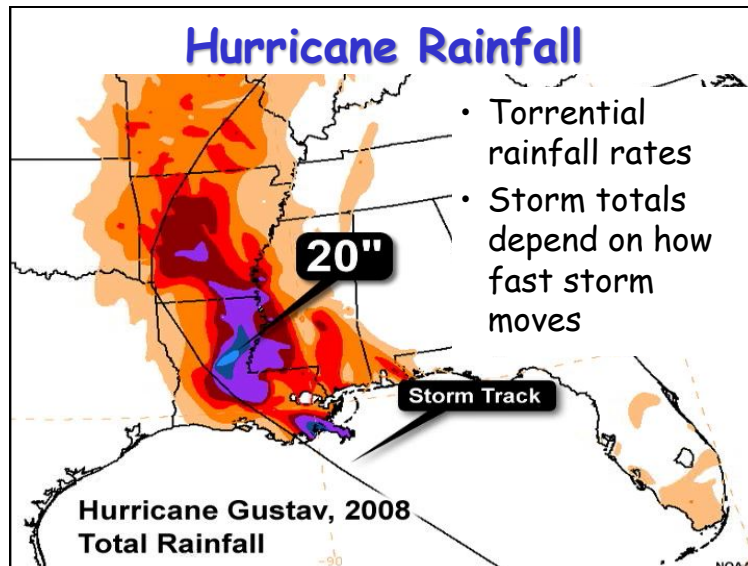 Hurricane Rainfall
• Torrential
rainfall rates
• Storm totals
depend on how
fast storm
moves
20"
Storm Track
Hurricane Gustav, 2008
Total Rainfall
-90